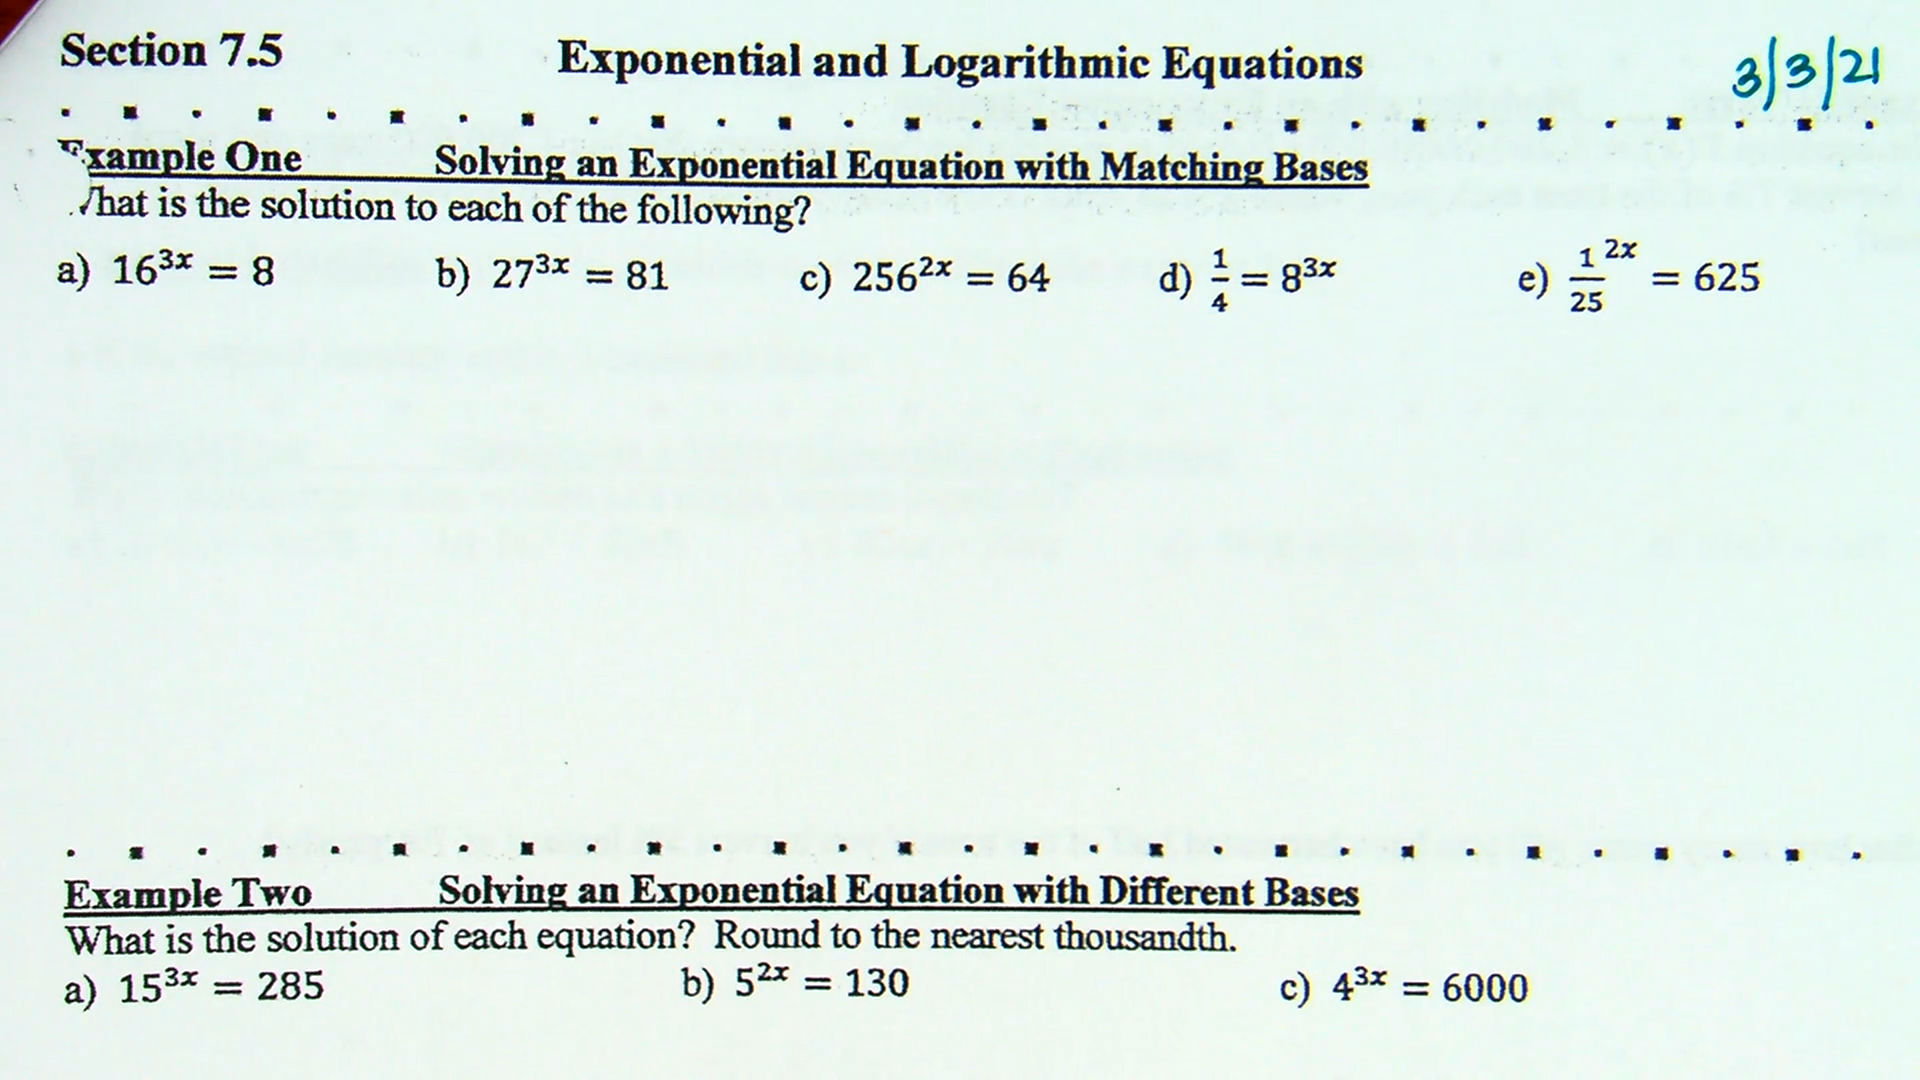 Section 7.5 Exponential and Logarithmic Equations 3/3/21
Example One Solving an Exponential Equation with Matching Bases
hat is the solution to each of the following?
a) 16^{3x} = 8 b) 27^{3x} = 81 c) 256^{2x} = 64 d) \frac{1}{4} = 8^{3x} e) \frac{1}{25}^{2x} = 625
Example Two Solving an Exponential Equation with Different Bases
What is the solution of each equation? Round to the nearest thousandth.
a) 15^{3x} = 285 b) 5^{2x} = 130 c) 4^{3x} = 6000